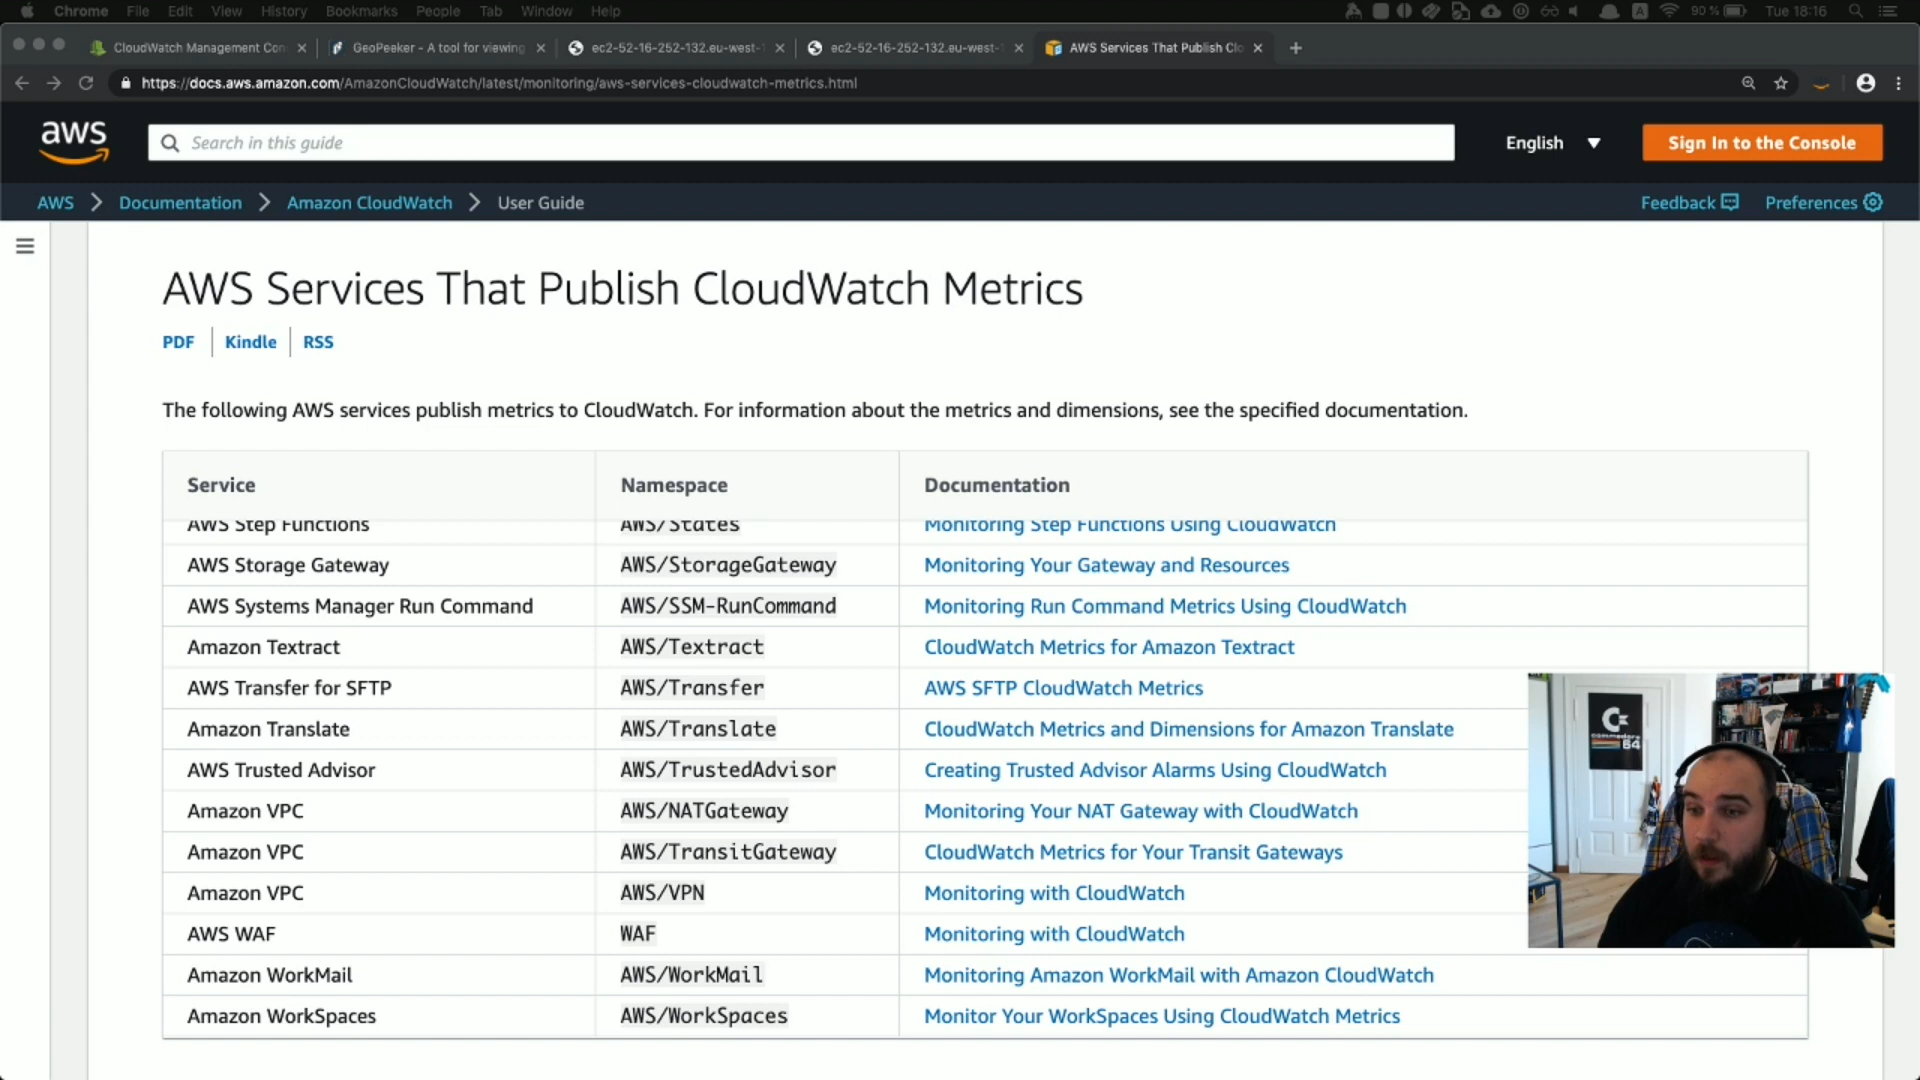 Chrome File Edit View History Bookmarks People Tab Window Help 90 % Tue 18:16
CloudWatch Management Con
GeoPeeker - A tool for viewing
ec2-52-16-252-132.eu-west-1
ec2-52-16-252-132.eu-west-1
AWS Services That Publish Clo
https://docs.aws.amazon.com/AmazonCloudWatch/latest/monitoring/aws-services-cloudwatch-metrics.html
aws Search in this guide English Sign In to the Console
AWS Documentation Amazon CloudWatch User Guide Feedback Preferences
AWS Services That Publish CloudWatch Metrics
PDF Kindle RSS
The following AWS services publish metrics to CloudWatch. For information about the metrics and dimensions, see the specified documentation.
Service Namespace Documentation
AWS Step Functions AWS/States Monitoring Step Functions Using CloudWatch
AWS Storage Gateway AWS/StorageGateway Monitoring Your Gateway and Resources
AWS Systems Manager Run Command AWS/SSM-RunCommand Monitoring Run Command Metrics Using CloudWatch
Amazon Textract AWS/Textract CloudWatch Metrics for Amazon Textract
AWS Transfer for SFTP AWS/Transfer AWS SFTP CloudWatch Metrics
Amazon Translate AWS/Translate CloudWatch Metrics and Dimensions for Amazon Translate
AWS Trusted Advisor AWS/TrustedAdvisor Creating Trusted Advisor Alarms Using CloudWatch
Amazon VPC AWS/NATGateway Monitoring Your NAT Gateway with CloudWatch
Amazon VPC AWS/TransitGateway CloudWatch Metrics for Your Transit Gateways
Amazon VPC AWS/VPN Monitoring with CloudWatch
AWS WAF WAF Monitoring with CloudWatch
Amazon WorkMail AWS/WorkMail Monitoring Amazon WorkMail with Amazon CloudWatch
Amazon WorkSpaces AWS/WorkSpaces Monitor Your WorkSpaces Using CloudWatch Metrics
commodore
64